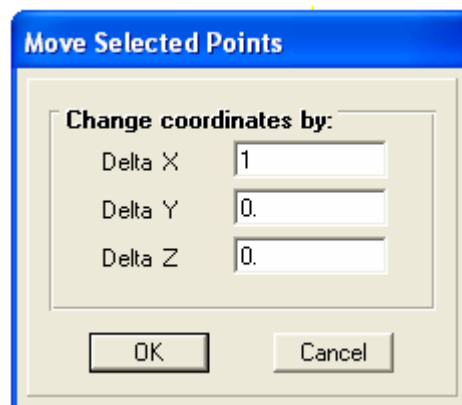 Move Selected Points
Change coordinates by:
Delta X 1
Delta Y 0.
Delta Z 0.
OK Cancel